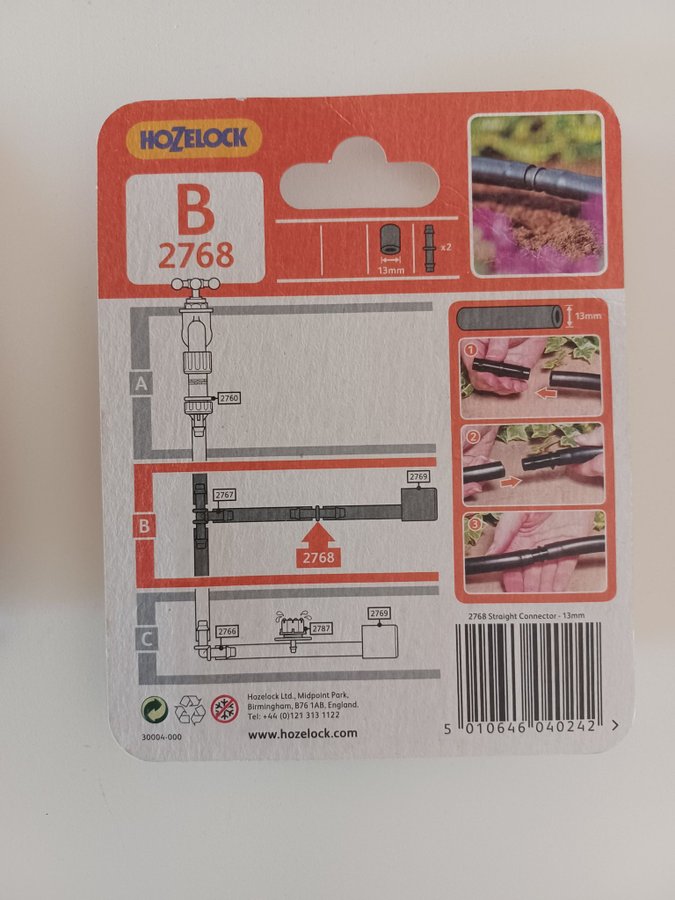 HOZELOCK
B
2768
x2
13mm
13mm
1
2
3
A
2760
B
2767
2769
2768
C
2766
2787
2769
2768 Straight Connector - 13mm
5 010646 040242 >
Hozelock Ltd., Midpoint Park,
Birmingham, B76 1AB, England.
Tel: +44 (0)121 313 1122
www.hozelock.com
30004-000